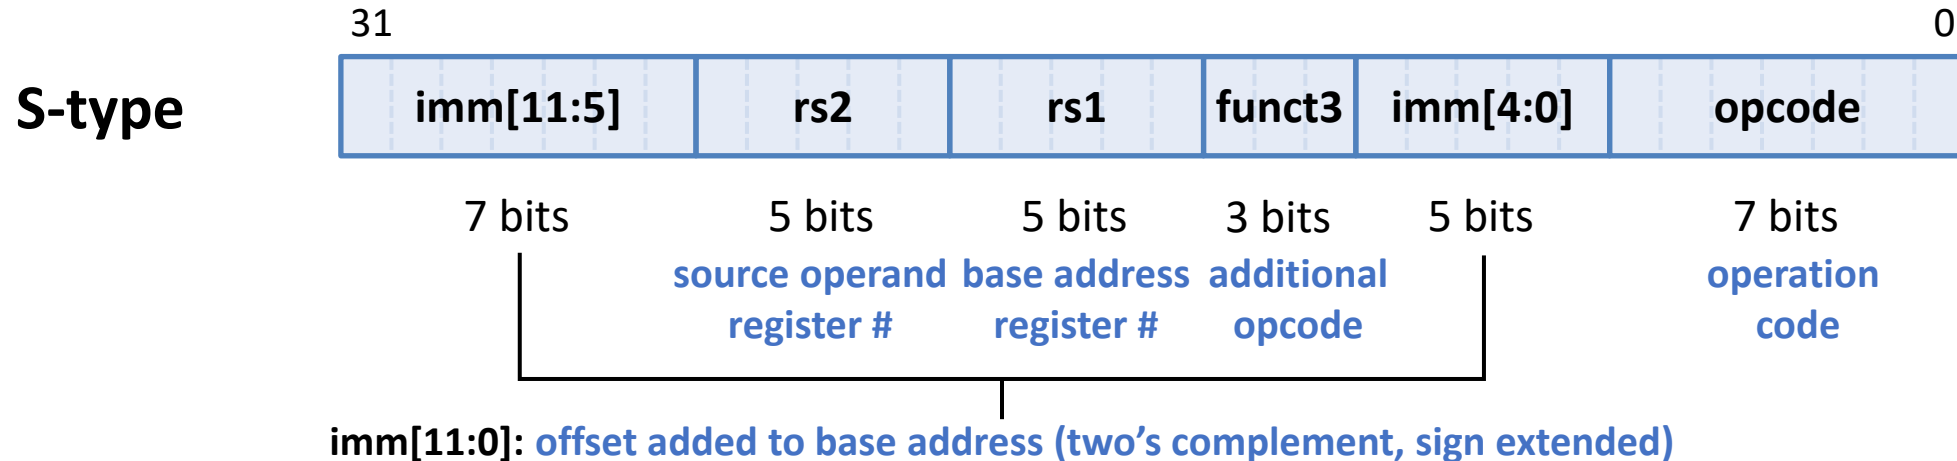 31 0
S-type imm[11:5] rs2 rs1 funct3 imm[4:0] opcode
7 bits 5 bits 5 bits 3 bits 5 bits 7 bits
source operand base address additional operation
register # register # opcode code
imm[11:0]: offset added to base address (two’s complement, sign extended)